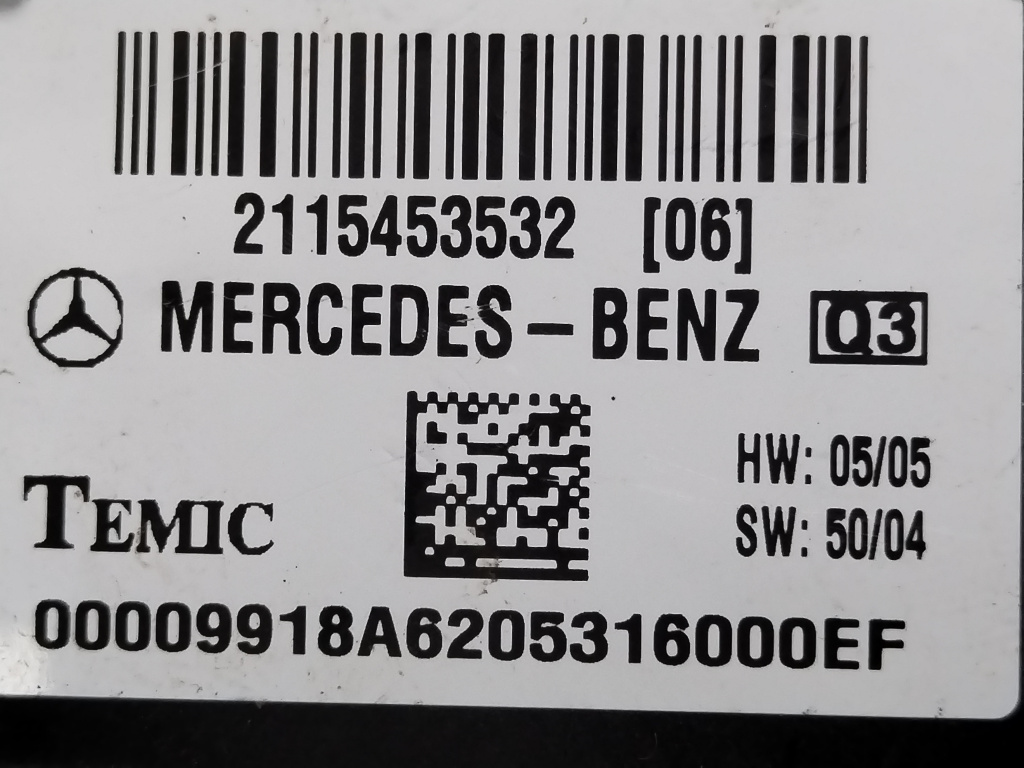 2115453532 [06]
MERCEDES-BENZ Q3
HW: 05/05
TEMIC
SW: 50/04
00009918A6205316000EF